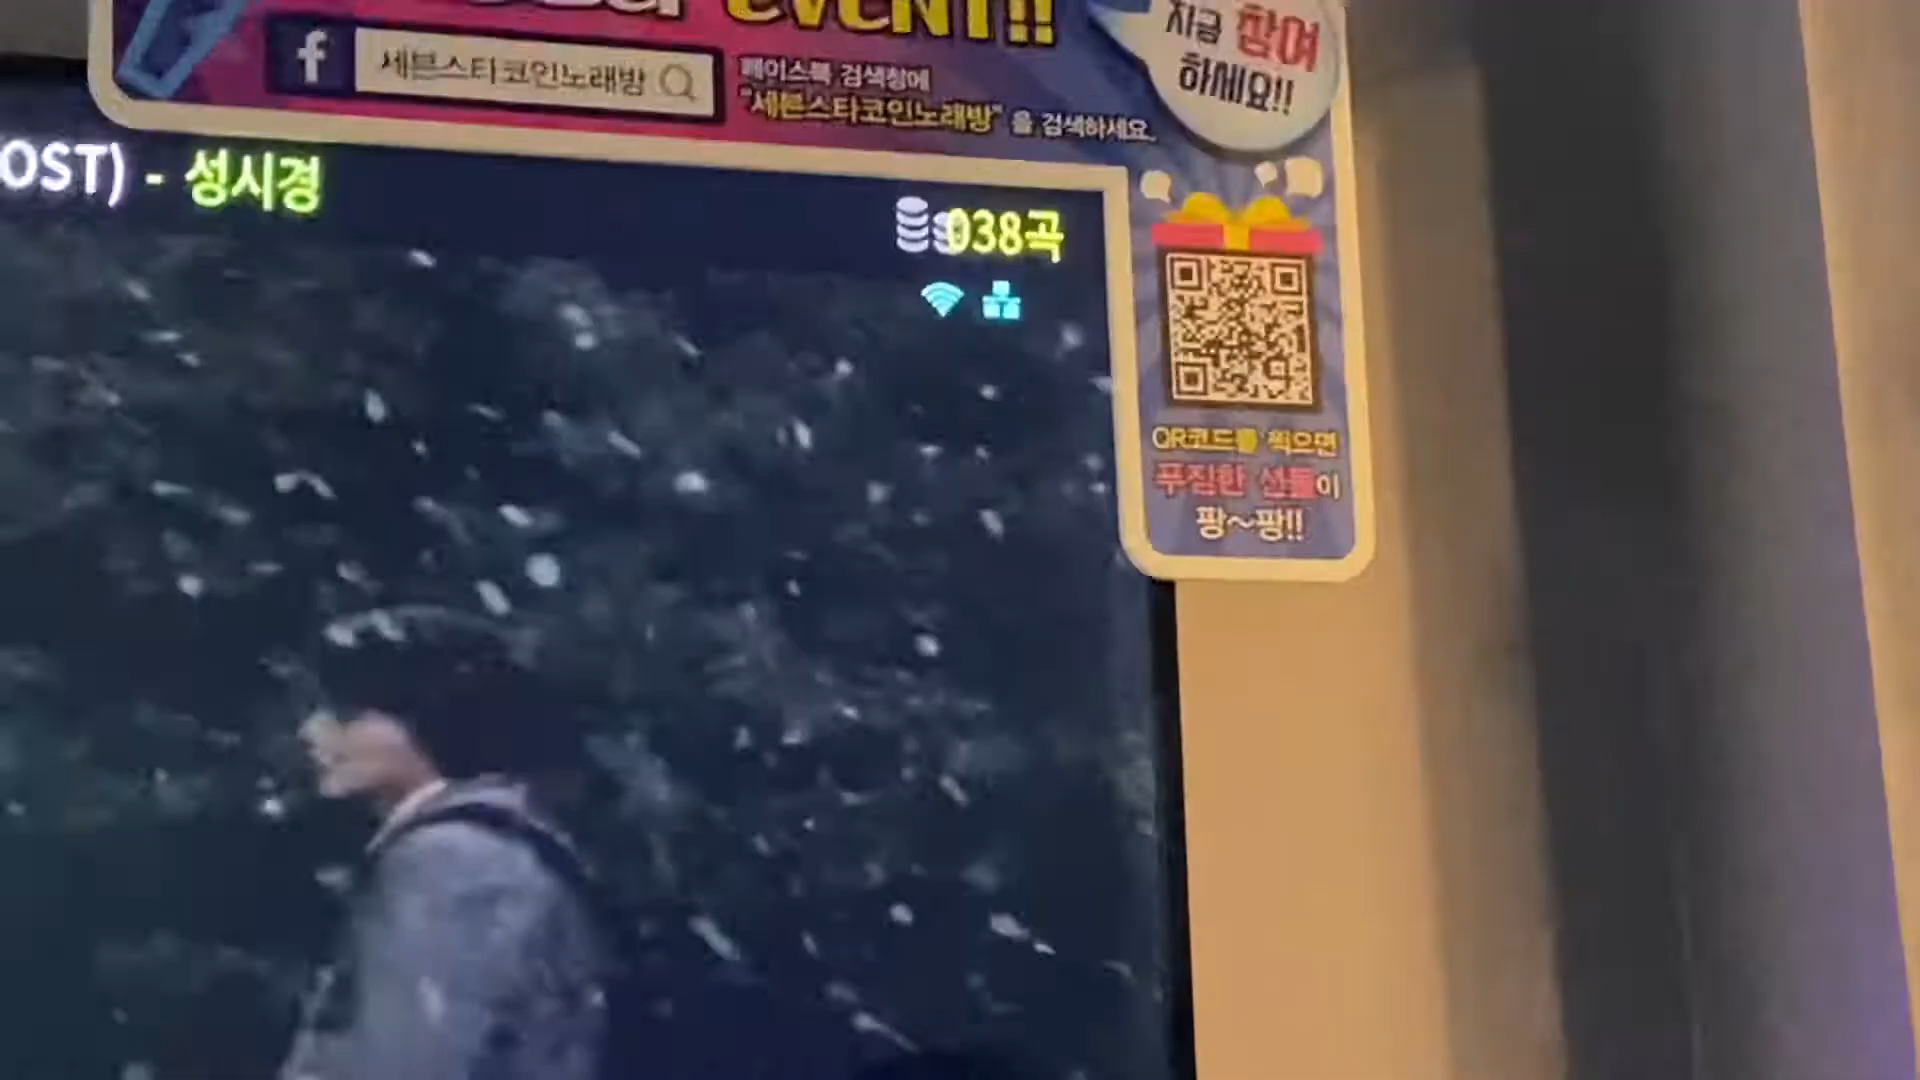 EVENT!!
지금 참여
하세요!!
세븐스타코인노래방
페이스북 검색창에
"세븐스타코인노래방" 을 검색하세요.
OST) - 성시경
038곡
QR코드를 찍으면
푸짐한 선물이
팡~팡!!